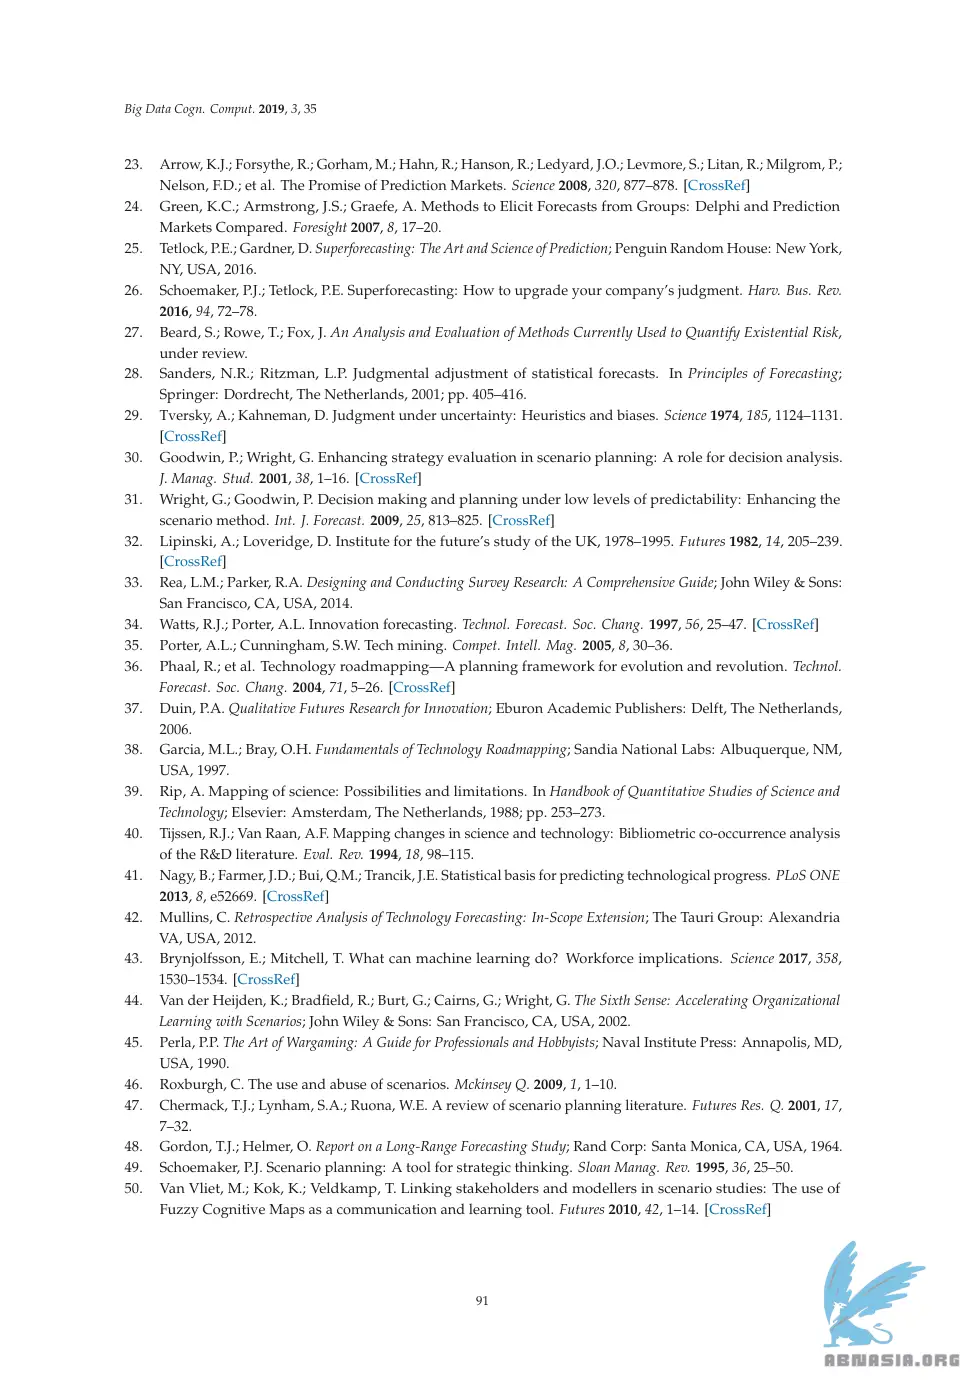 Big Data Cogn. Comput. 2019, 3, 35
23. Arrow, K.J.; Forsythe, R.; Gorham, M.; Hahn, R.; Hanson, R.; Ledyard, J.O.; Levmore, S.; Litan, R.; Milgrom, P.;
Nelson, F.D.; et al. The Promise of Prediction Markets. Science 2008, 320, 877–878. [CrossRef]
24. Green, K.C.; Armstrong, J.S.; Graefe, A. Methods to Elicit Forecasts from Groups: Delphi and Prediction
Markets Compared. Foresight 2007, 8, 17–20.
25. Tetlock, P.E.; Gardner, D. Superforecasting: The Art and Science of Prediction; Penguin Random House: New York,
NY, USA, 2016.
26. Schoemaker, P.J.; Tetlock, P.E. Superforecasting: How to upgrade your company's judgment. Harv. Bus. Rev.
2016, 94, 72–78.
27. Beard, S.; Rowe, T.; Fox, J. An Analysis and Evaluation of Methods Currently Used to Quantify Existential Risk,
under review.
28. Sanders, N.R.; Ritzman, L.P. Judgmental adjustment of statistical forecasts. In Principles of Forecasting;
Springer: Dordrecht, The Netherlands, 2001; pp. 405–416.
29. Tversky, A.; Kahneman, D. Judgment under uncertainty: Heuristics and biases. Science 1974, 185, 1124–1131.
[CrossRef]
30. Goodwin, P.; Wright, G. Enhancing strategy evaluation in scenario planning: A role for decision analysis.
J. Manag. Stud. 2001, 38, 1–16. [CrossRef]
31. Wright, G.; Goodwin, P. Decision making and planning under low levels of predictability: Enhancing the
scenario method. Int. J. Forecast. 2009, 25, 813–825. [CrossRef]
32. Lipinski, A.; Loveridge, D. Institute for the future's study of the UK, 1978–1995. Futures 1982, 14, 205–239.
[CrossRef]
33. Rea, L.M.; Parker, R.A. Designing and Conducting Survey Research: A Comprehensive Guide; John Wiley & Sons:
San Francisco, CA, USA, 2014.
34. Watts, R.J.; Porter, A.L. Innovation forecasting. Technol. Forecast. Soc. Chang. 1997, 56, 25–47. [CrossRef]
35. Porter, A.L.; Cunningham, S.W. Tech mining. Compet. Intell. Mag. 2005, 8, 30–36.
36. Phaal, R.; et al. Technology roadmapping—A planning framework for evolution and revolution. Technol.
Forecast. Soc. Chang. 2004, 71, 5–26. [CrossRef]
37. Duin, P.A. Qualitative Futures Research for Innovation; Eburon Academic Publishers: Delft, The Netherlands,
2006.
38. Garcia, M.L.; Bray, O.H. Fundamentals of Technology Roadmapping; Sandia National Labs: Albuquerque, NM,
USA, 1997.
39. Rip, A. Mapping of science: Possibilities and limitations. In Handbook of Quantitative Studies of Science and
Technology; Elsevier: Amsterdam, The Netherlands, 1988; pp. 253–273.
40. Tijssen, R.J.; Van Raan, A.F. Mapping changes in science and technology: Bibliometric co-occurrence analysis
of the R&D literature. Eval. Rev. 1994, 18, 98–115.
41. Nagy, B.; Farmer, J.D.; Bui, Q.M.; Trancik, J.E. Statistical basis for predicting technological progress. PLoS ONE
2013, 8, e52669. [CrossRef]
42. Mullins, C. Retrospective Analysis of Technology Forecasting: In-Scope Extension; The Tauri Group: Alexandria
VA, USA, 2012.
43. Brynjolfsson, E.; Mitchell, T. What can machine learning do? Workforce implications. Science 2017, 358,
1530–1534. [CrossRef]
44. Van der Heijden, K.; Bradfield, R.; Burt, G.; Cairns, G.; Wright, G. The Sixth Sense: Accelerating Organizational
Learning with Scenarios; John Wiley & Sons: San Francisco, CA, USA, 2002.
45. Perla, P.P. The Art of Wargaming: A Guide for Professionals and Hobbyists; Naval Institute Press: Annapolis, MD,
USA, 1990.
46. Roxburgh, C. The use and abuse of scenarios. Mckinsey Q. 2009, 1, 1–10.
47. Chermack, T.J.; Lynham, S.A.; Ruona, W.E. A review of scenario planning literature. Futures Res. Q. 2001, 17,
7–32.
48. Gordon, T.J.; Helmer, O. Report on a Long-Range Forecasting Study; Rand Corp: Santa Monica, CA, USA, 1964.
49. Schoemaker, P.J. Scenario planning: A tool for strategic thinking. Sloan Manag. Rev. 1995, 36, 25–50.
50. Van Vliet, M.; Kok, K.; Veldkamp, T. Linking stakeholders and modellers in scenario studies: The use of
Fuzzy Cognitive Maps as a communication and learning tool. Futures 2010, 42, 1–14. [CrossRef]
91
ABNASIA.ORG